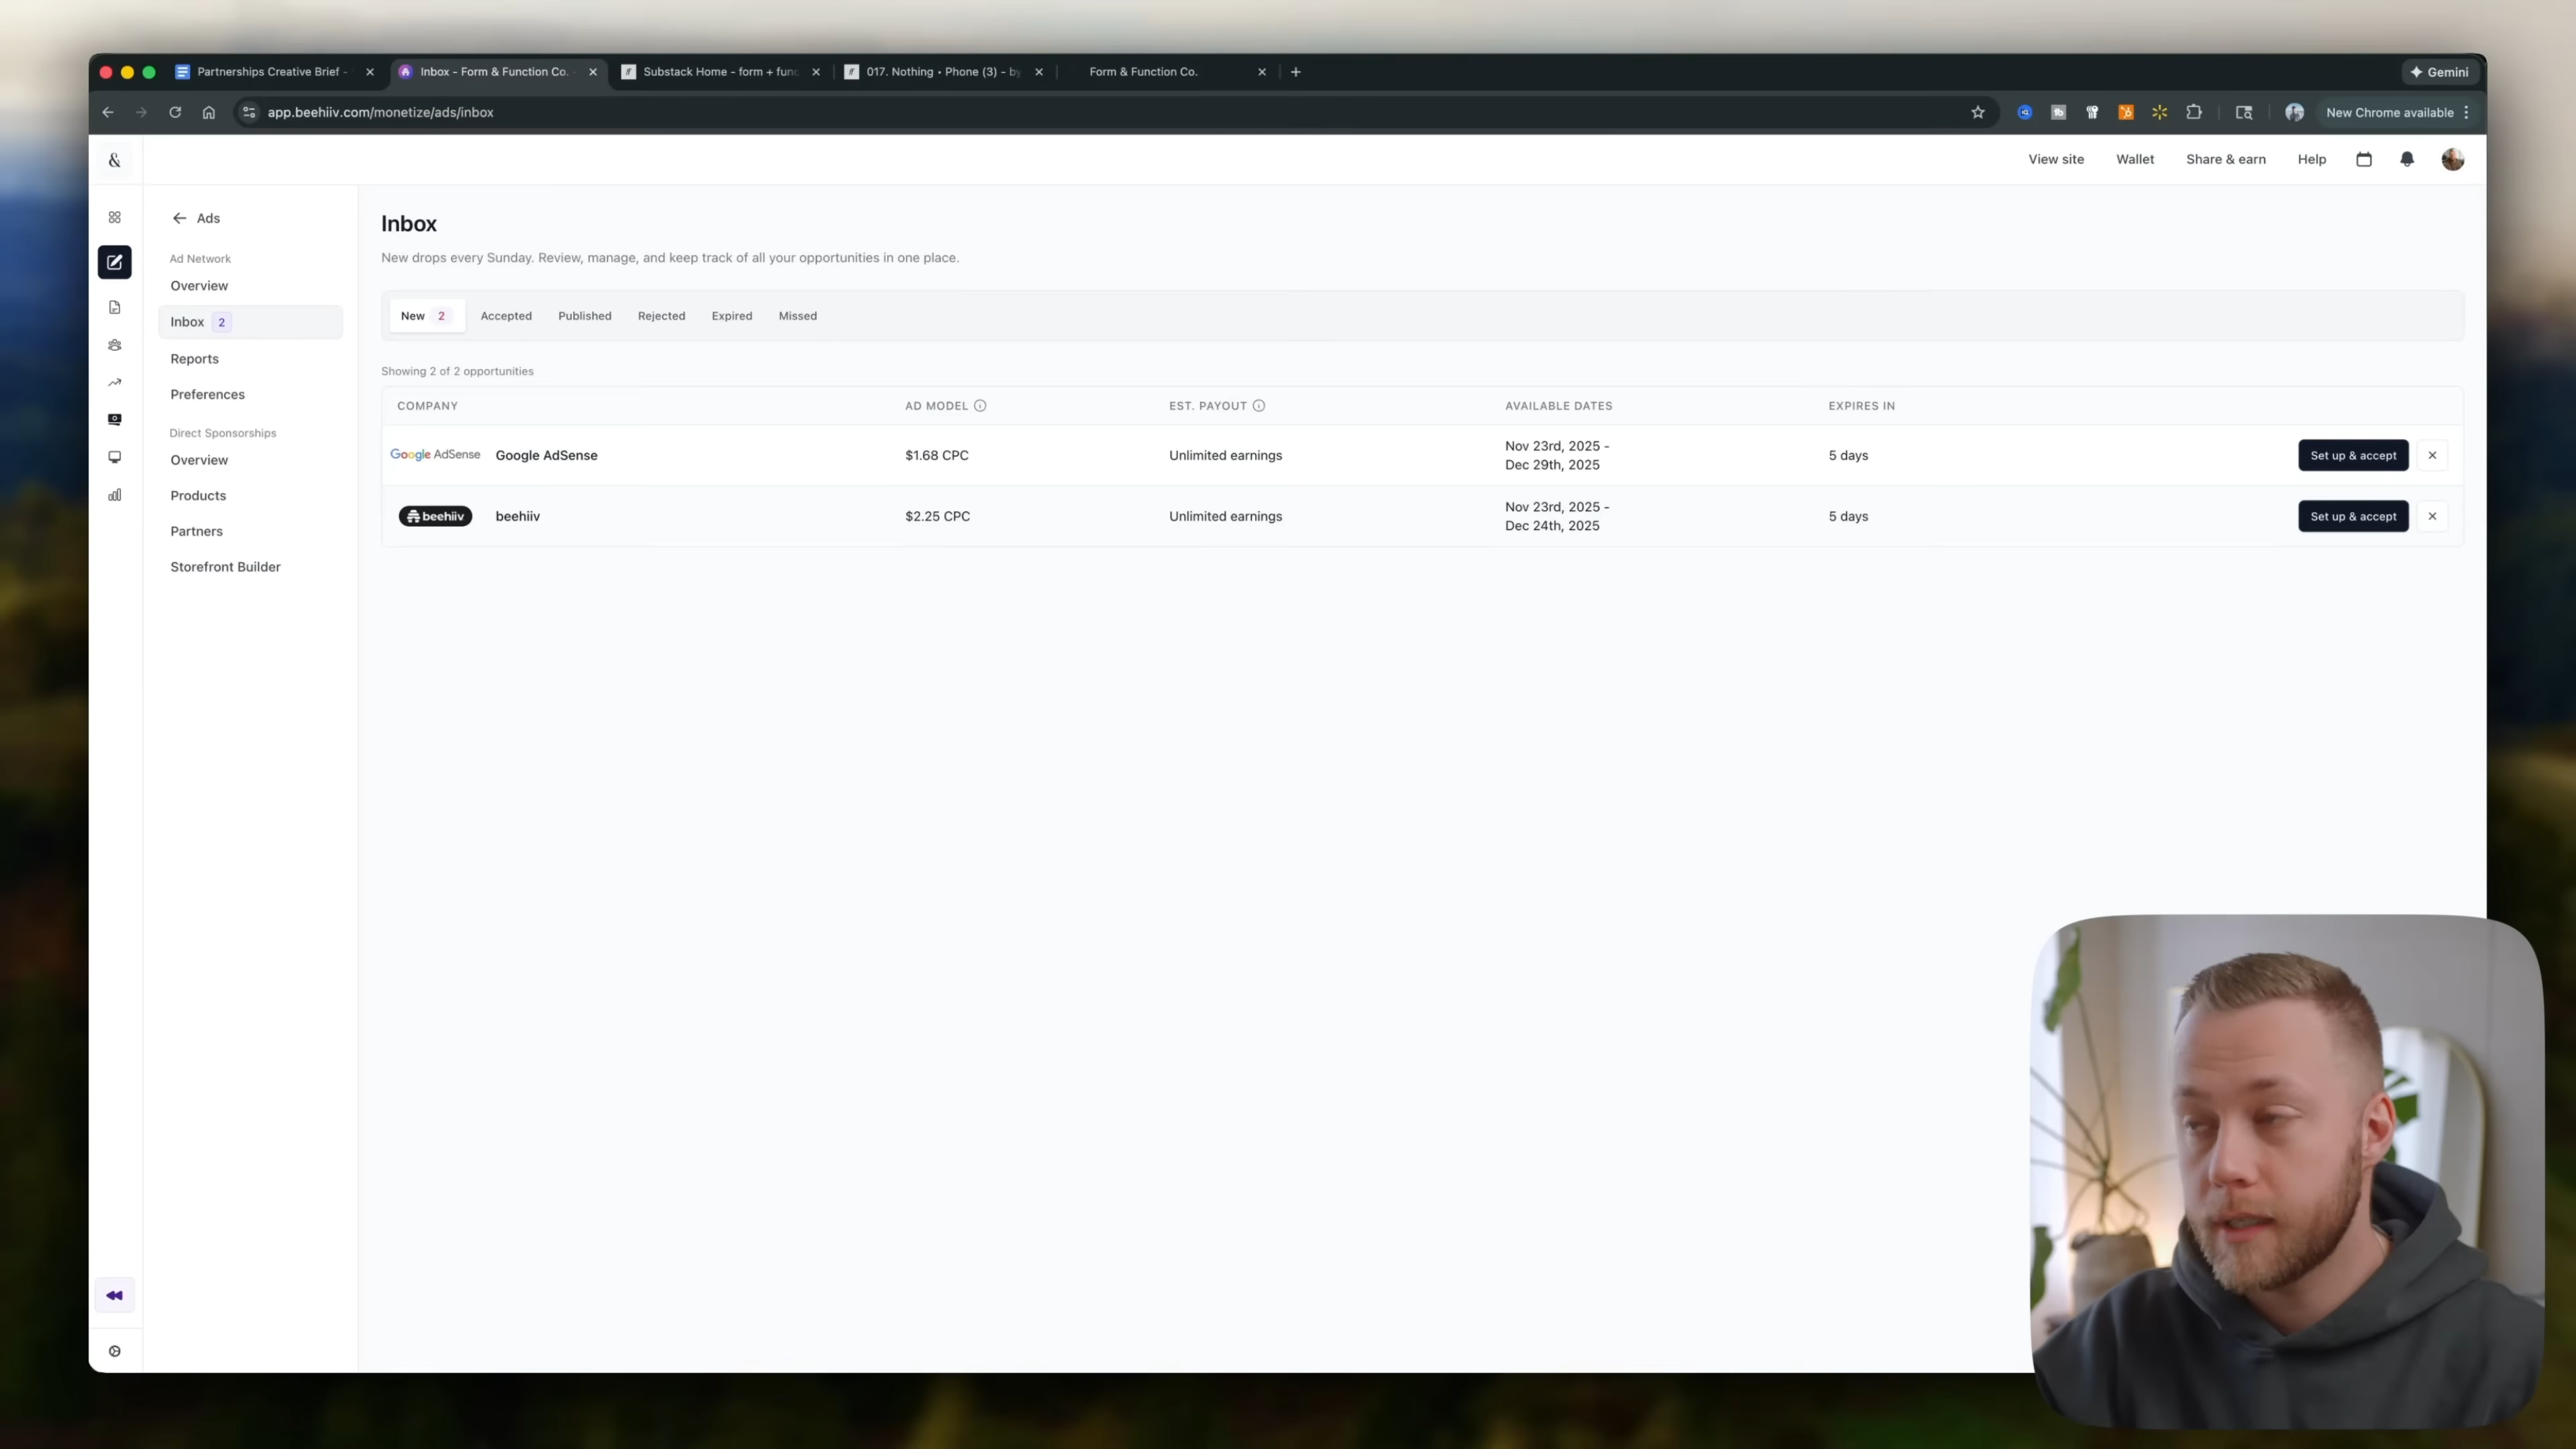 Partnerships Creative Brief -
Inbox - Form & Function Co.
Substack Home - form + func
017. Nothing • Phone (3) - by
Form & Function Co.
Gemini
app.beehiiv.com/monetize/ads/inbox
New Chrome available
&
View site
Wallet
Share & earn
Help
Ads
Ad Network
Overview
Inbox 2
Reports
Preferences
Direct Sponsorships
Overview
Products
Partners
Storefront Builder
Inbox
New drops every Sunday. Review, manage, and keep track of all your opportunities in one place.
New 2 Accepted Published Rejected Expired Missed
Showing 2 of 2 opportunities
COMPANY AD MODEL EST. PAYOUT AVAILABLE DATES EXPIRES IN
Google AdSense Google AdSense $1.68 CPC Unlimited earnings Nov 23rd, 2025 -
Dec 29th, 2025 5 days Set up & accept
beehiiv beehiiv $2.25 CPC Unlimited earnings Nov 23rd, 2025 -
Dec 24th, 2025 5 days Set up & accept